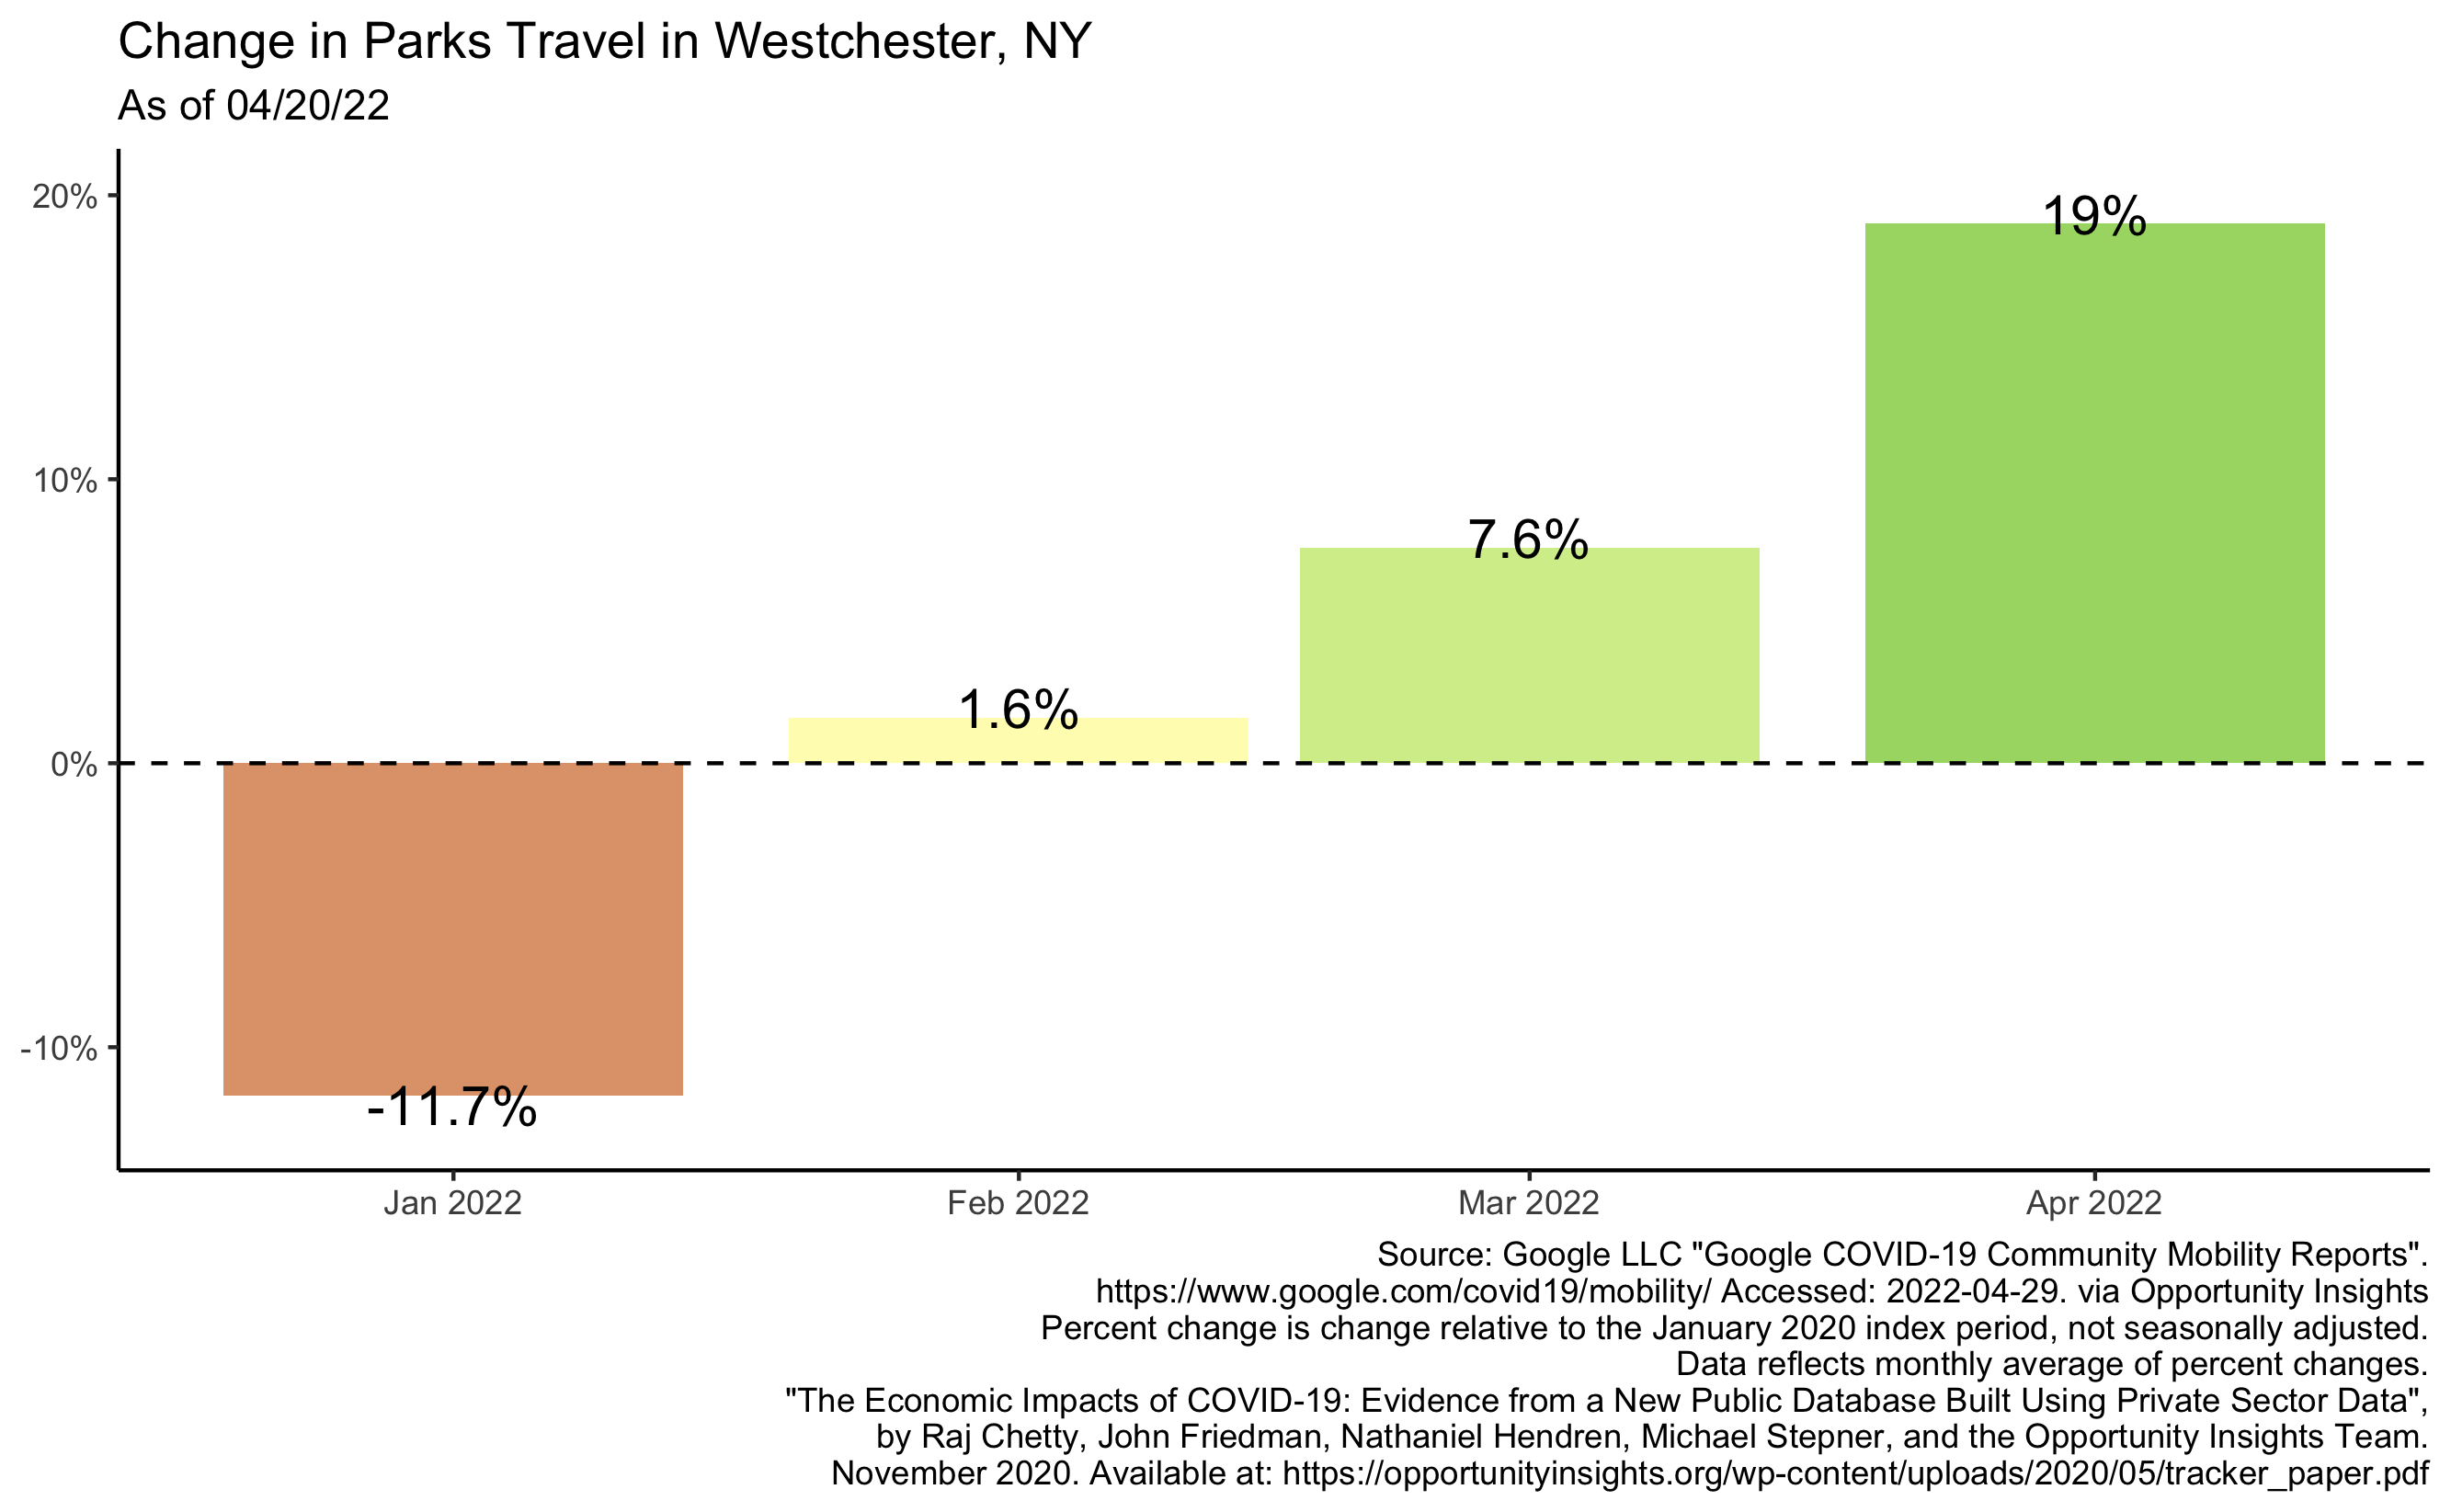 Change in Parks Travel in Westchester, NY
As of 04/20/22
20%
10%
0%
-10%
-11.7%
1.6%
7.6%
19%
Jan 2022
Feb 2022
Mar 2022
Apr 2022
Source: Google LLC "Google COVID-19 Community Mobility Reports".
https://www.google.com/covid19/mobility/ Accessed: 2022-04-29. via Opportunity Insights
Percent change is change relative to the January 2020 index period, not seasonally adjusted.
Data reflects monthly average of percent changes.
"The Economic Impacts of COVID-19: Evidence from a New Public Database Built Using Private Sector Data",
by Raj Chetty, John Friedman, Nathaniel Hendren, Michael Stepner, and the Opportunity Insights Team.
November 2020. Available at: https://opportunityinsights.org/wp-content/uploads/2020/05/tracker_paper.pdf